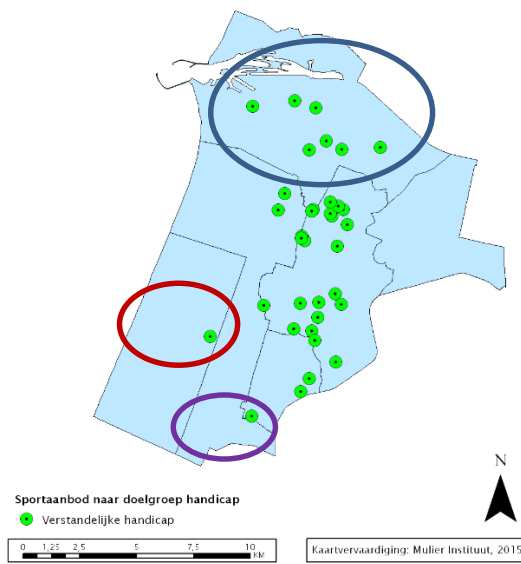 N
Sportaanbod naar doelgroep handicap
Verstandelijke handicap
0 1,25 2,5 5 7,5 10
KM
Kaartvervaardiging: Mulier Instituut, 2015